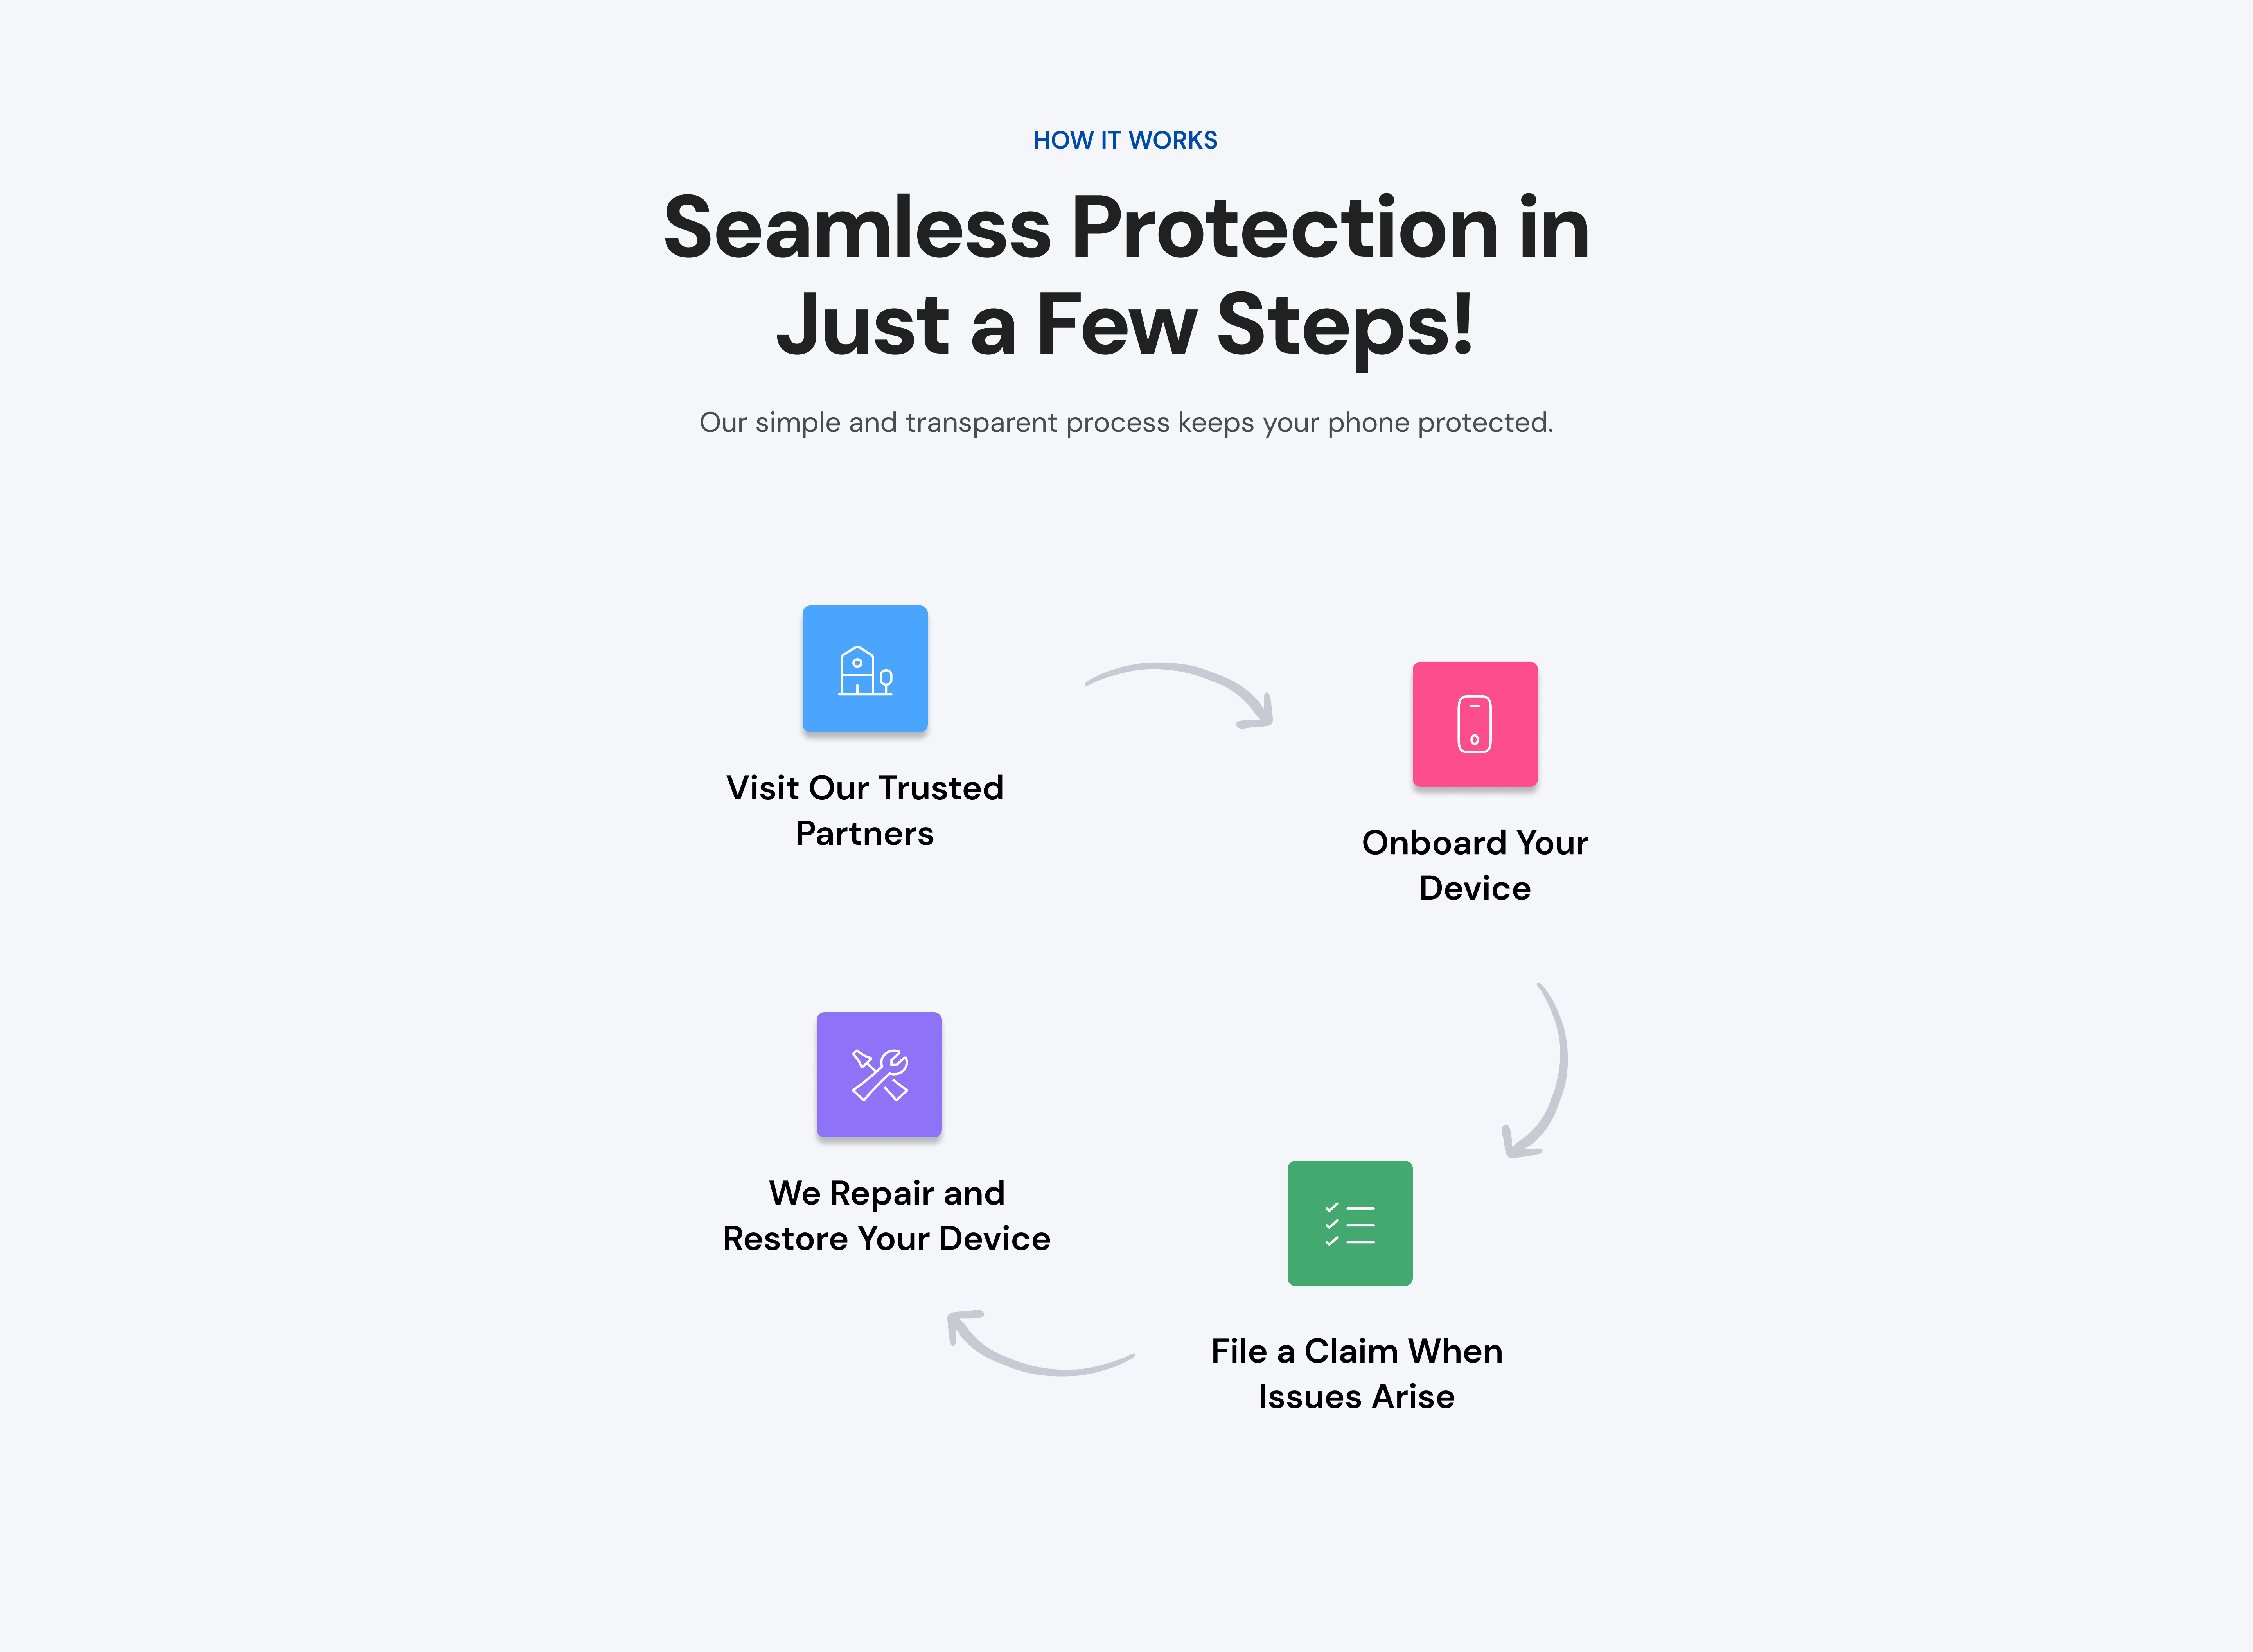 HOW IT WORKS
Seamless Protection in
Just a Few Steps!
Our simple and transparent process keeps your phone protected.
Visit Our Trusted
Partners
Onboard Your
Device
File a Claim When
Issues Arise
We Repair and
Restore Your Device